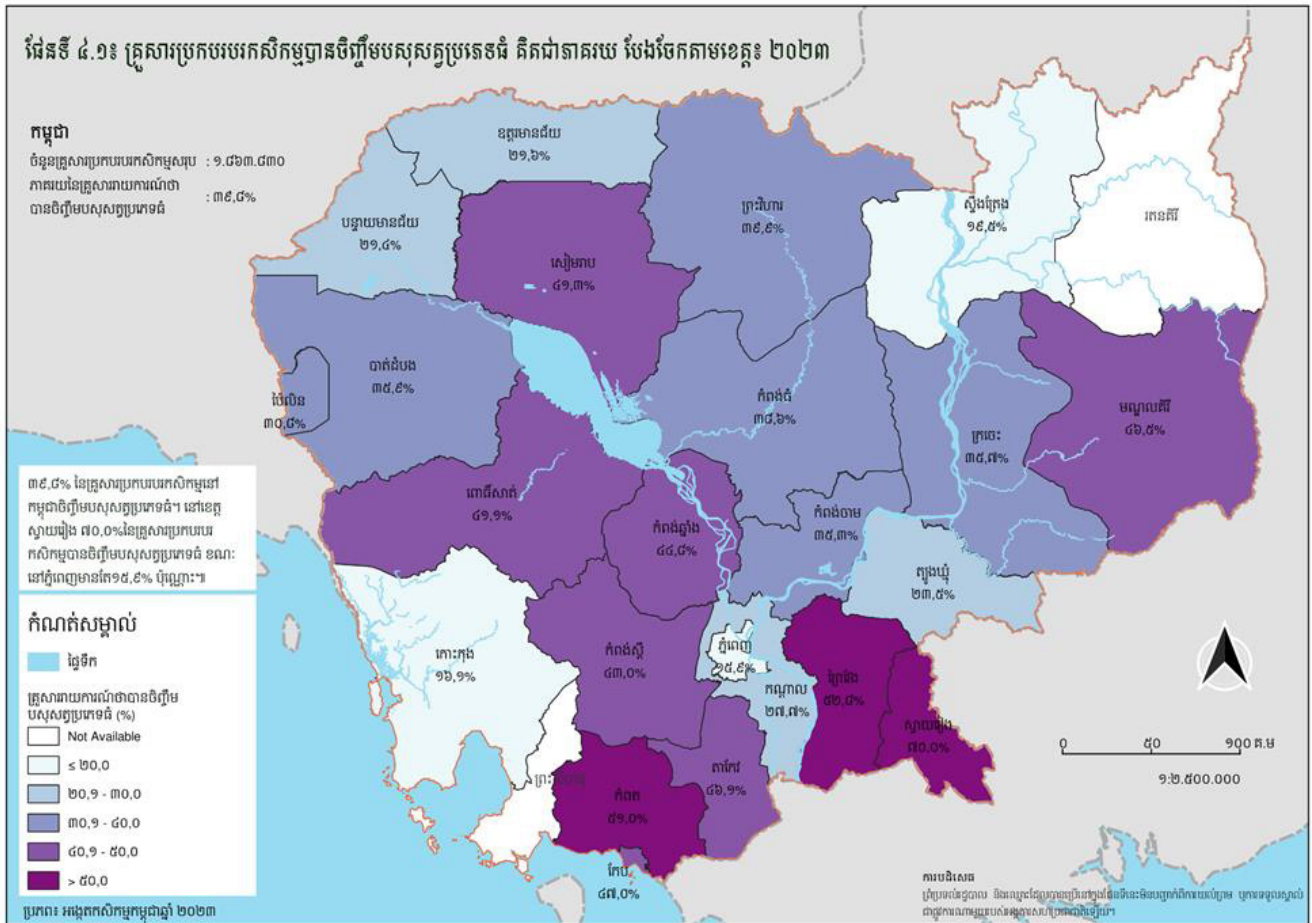 ផែនទី ៤.១៖ គ្រួសារប្រកបរបរកសិកម្មបានចិញ្ចឹមបសុសត្វប្រភេទធំ គិតជាភាគរយ បែងចែកតាមខេត្ត៖ ២០២៣
កម្ពុជា
ចំនួនគ្រួសារប្រកបរបរកសិកម្មសរុប : ១.៨៦៣.៨៣០
ភាគរយនៃគ្រួសាររាយការណ៍ថា
បានចិញ្ចឹមបសុសត្វប្រភេទធំ : ៣៩,៨%
ឧត្តរមានជ័យ
២១,៦%
បន្ទាយមានជ័យ
២១,៤%
សៀមរាប
៤១,៣%
ព្រះវិហារ
៣៩,៩%
ស្ទឹងត្រែង
១៩,៥%
រតនគិរី
បាត់ដំបង
៣៥,៩%
ប៉ៃលិន
៣០,៨%
កំពង់ធំ
៣៨,៦%
ក្រចេះ
៣៥,៧%
មណ្ឌលគិរី
៤៦,៥%
ពោធិ៍សាត់
៤១,១%
កំពង់ឆ្នាំង
៤៤,៨%
កំពង់ចាម
៣៥,៣%
ត្បូងឃ្មុំ
២៣,៥%
កោះកុង
១៦,១%
កំពង់ស្ពឺ
៤៣,០%
ភ្នំពេញ
១៥,៩%
កណ្តាល
២៧,៧%
ព្រៃវែង
៥២,៨%
ស្វាយរៀង
៧០,០%
តាកែវ
៤៦,១%
កំពត
៥១,០%
កែប
៤៧,០%
៣៩,៨% នៃគ្រួសារប្រកបរបរកសិកម្មនៅ
កម្ពុជាចិញ្ចឹមបសុសត្វប្រភេទធំ។ នៅខេត្ត
ស្វាយរៀង ៧០,០%នៃគ្រួសារប្រកបរបរ
កសិកម្មបានចិញ្ចឹមបសុសត្វប្រភេទធំ ខណៈ
នៅភ្នំពេញមានតែ១៥,៩% ប៉ុណ្ណោះ៕
កំណត់សម្គាល់
ផ្ទៃទឹក
គ្រួសាររាយការណ៍ថាបានចិញ្ចឹម
បសុសត្វប្រភេទធំ (%)
Not Available
≤ ២០,០
២០,១ - ៣០,០
៣០,១ - ៤០,០
៤០,១ - ៥០,០
> ៥០,០
ប្រភព៖ អង្កេតកសិកម្មកម្ពុជាឆ្នាំ ២០២៣
០ ៥០ ១០០ គ.ម
១:២.៥០០.០០០
ការបដិសេធ